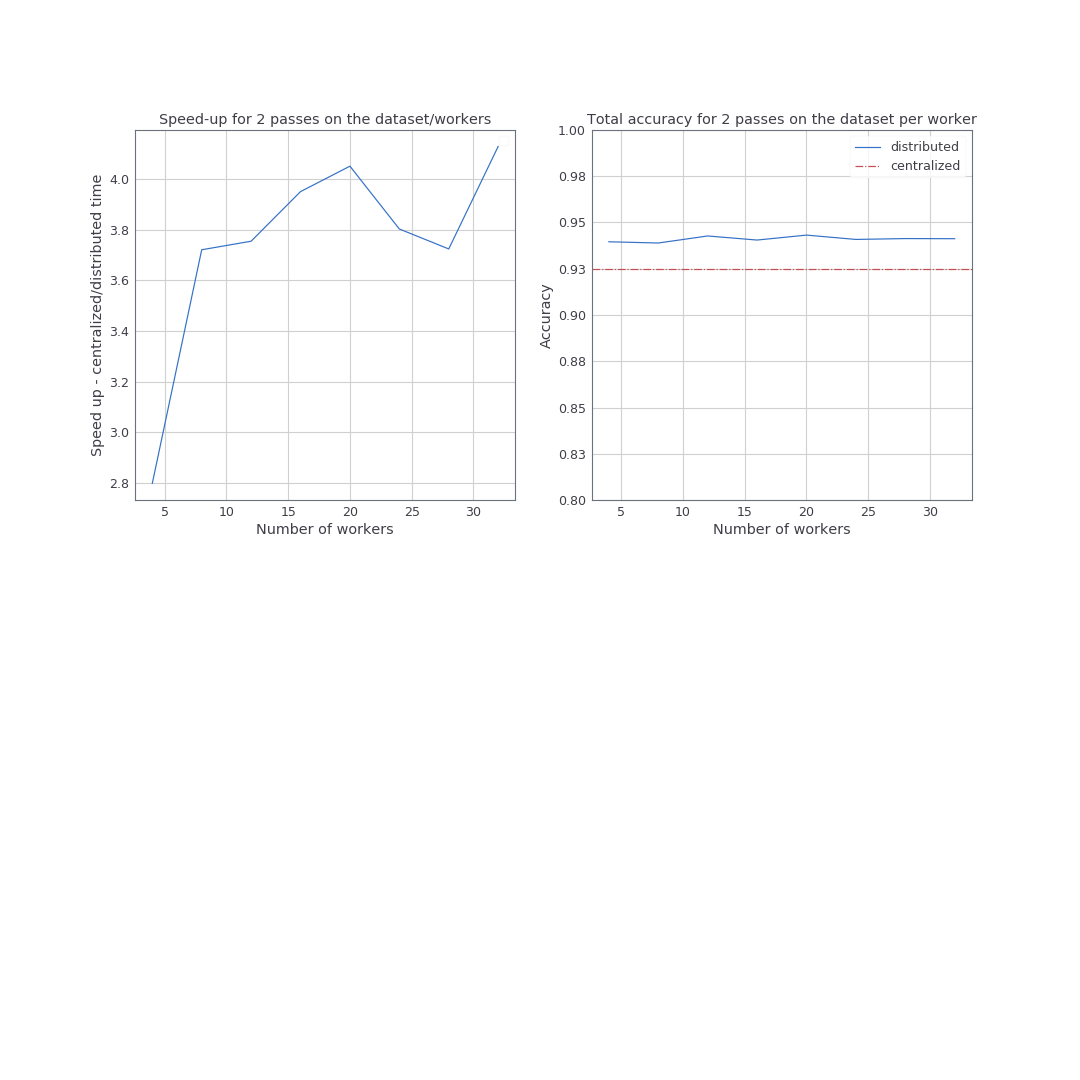 Speed-up for 2 passes on the dataset/workers
Speed up - centralized/distributed time
4.0
3.8
3.6
3.4
3.2
3.0
2.8
5 10 15 20 25 30
Number of workers
Total accuracy for 2 passes on the dataset per worker
distributed
centralized
Accuracy
1.00
0.98
0.95
0.93
0.90
0.88
0.85
0.83
0.80
5 10 15 20 25 30
Number of workers